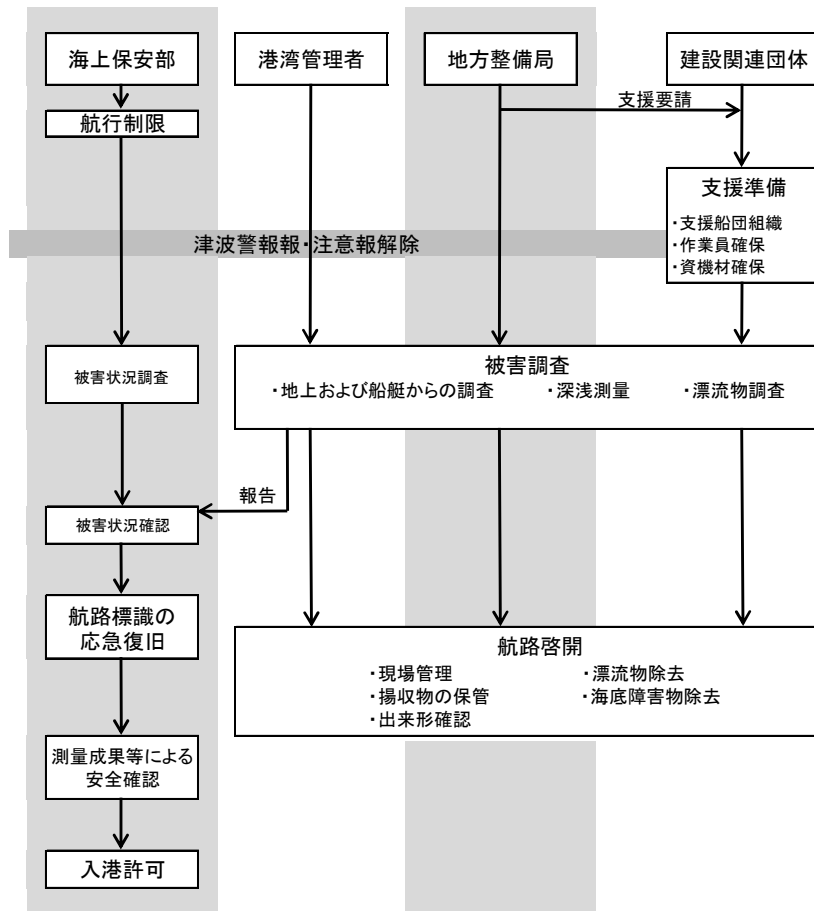 海上保安部
港湾管理者
地方整備局
建設関連団体
支援要請
航行制限
支援準備
・支援船団組織
・作業員確保
・資機材確保
津波警報報・注意報解除
被害状況調査
被害調査
・地上および船艇からの調査 ・深浅測量 ・漂流物調査
報告
被害状況確認
航路標識の
応急復旧
航路啓開
・現場管理 ・漂流物除去
・揚収物の保管 ・海底障害物除去
・出来形確認
測量成果等による
安全確認
入港許可